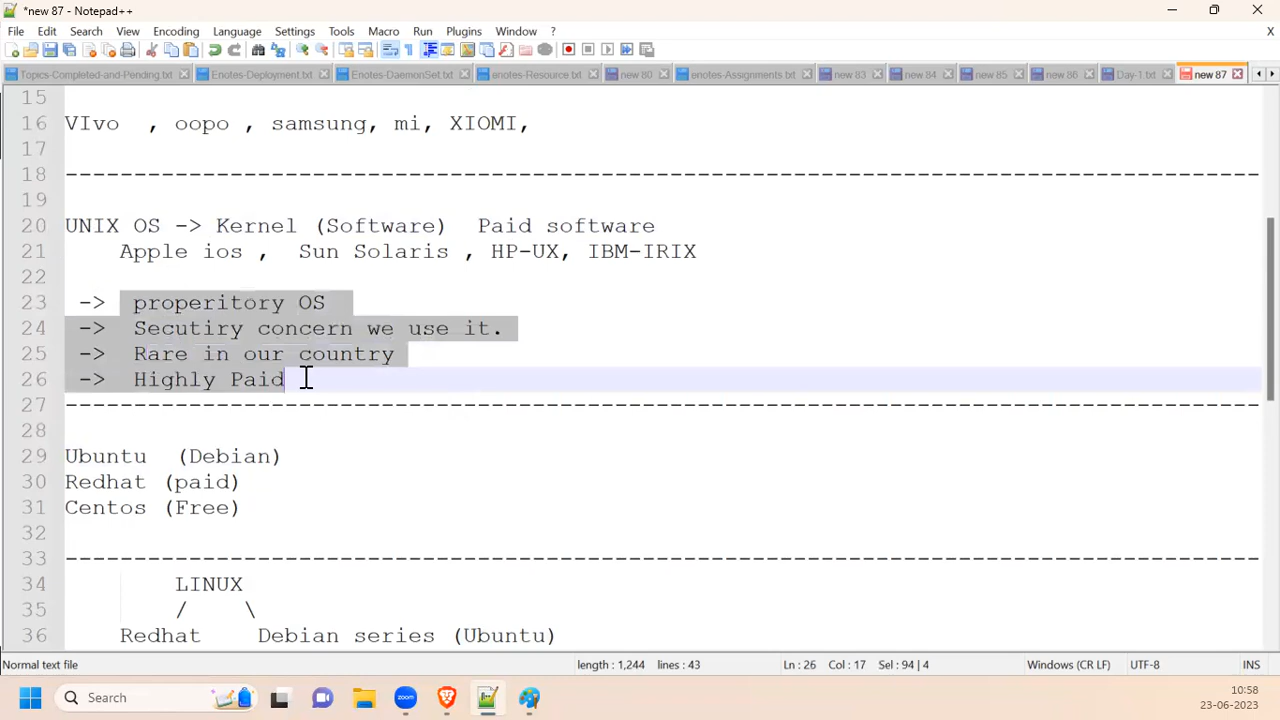 *new 87 - Notepad++
File Edit Search View Encoding Language Settings Tools Macro Run Plugins Window ? X
Topics-Completed-and-Pending.txt Enotes-Deployment.txt Enotes-DaemonSet.txt new 80 enotes-Assignments.txt new 83 new 84 new 85 new 86 Day-1.txt new 87
15
16 VIvo , oopo , samsung, mi, XIOMI,
17
18 ---------------------------------------------------------------------------------------
19
20 UNIX OS -> Kernel (Software) Paid software
21 Apple ios , Sun Solaris , HP-UX, IBM-IRIX
22
23 -> properitory OS
24 -> Secutiry concern we use it.
25 -> Rare in our country
26 -> Highly Paid
27 ---------------------------------------------------------------------------------------
28
29 Ubuntu (Debian)
30 Redhat (paid)
31 Centos (Free)
32
33 ---------------------------------------------------------------------------------------
34 LINUX
35 / \
36 Redhat Debian series (Ubuntu)
Normal text file length : 1,244 lines : 43 Ln : 26 Col : 17 Sel : 94 | 4 Windows (CR LF) UTF-8 INS
Search zoom 10:58
23-06-2023